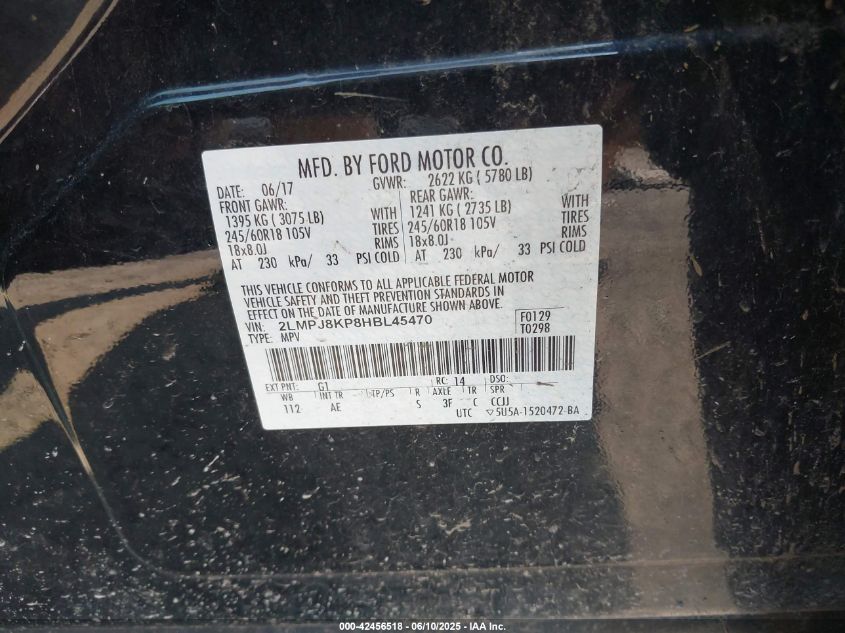 MFD. BY FORD MOTOR CO.
DATE: 06/17 GVWR: 2622 KG ( 5780 LB)
FRONT GAWR: REAR GAWR:
1395 KG ( 3075 LB) WITH 1241 KG ( 2735 LB) WITH
245/60R18 105V TIRES 245/60R18 105V TIRES
18x8.0J RIMS 18x8.0J RIMS
AT 230 kPa/ 33 PSI COLD AT 230 kPa/ 33 PSI COLD
THIS VEHICLE CONFORMS TO ALL APPLICABLE FEDERAL MOTOR
VEHICLE SAFETY AND THEFT PREVENTION STANDARDS IN
EFFECT ON THE DATE OF MANUFACTURE SHOWN ABOVE.
VIN: 2LMPJ8KP8HBL45470 F0129
TYPE: MPV T0298
EXT PNT: G1 RC: 14 DSO:
WB INT TR TP/PS R AXLE TR SPR
112 AE S 3F C CCJJ
UTC ▽5U5A-1520472-BA
000-42456518 - 06/10/2025 - IAA Inc.